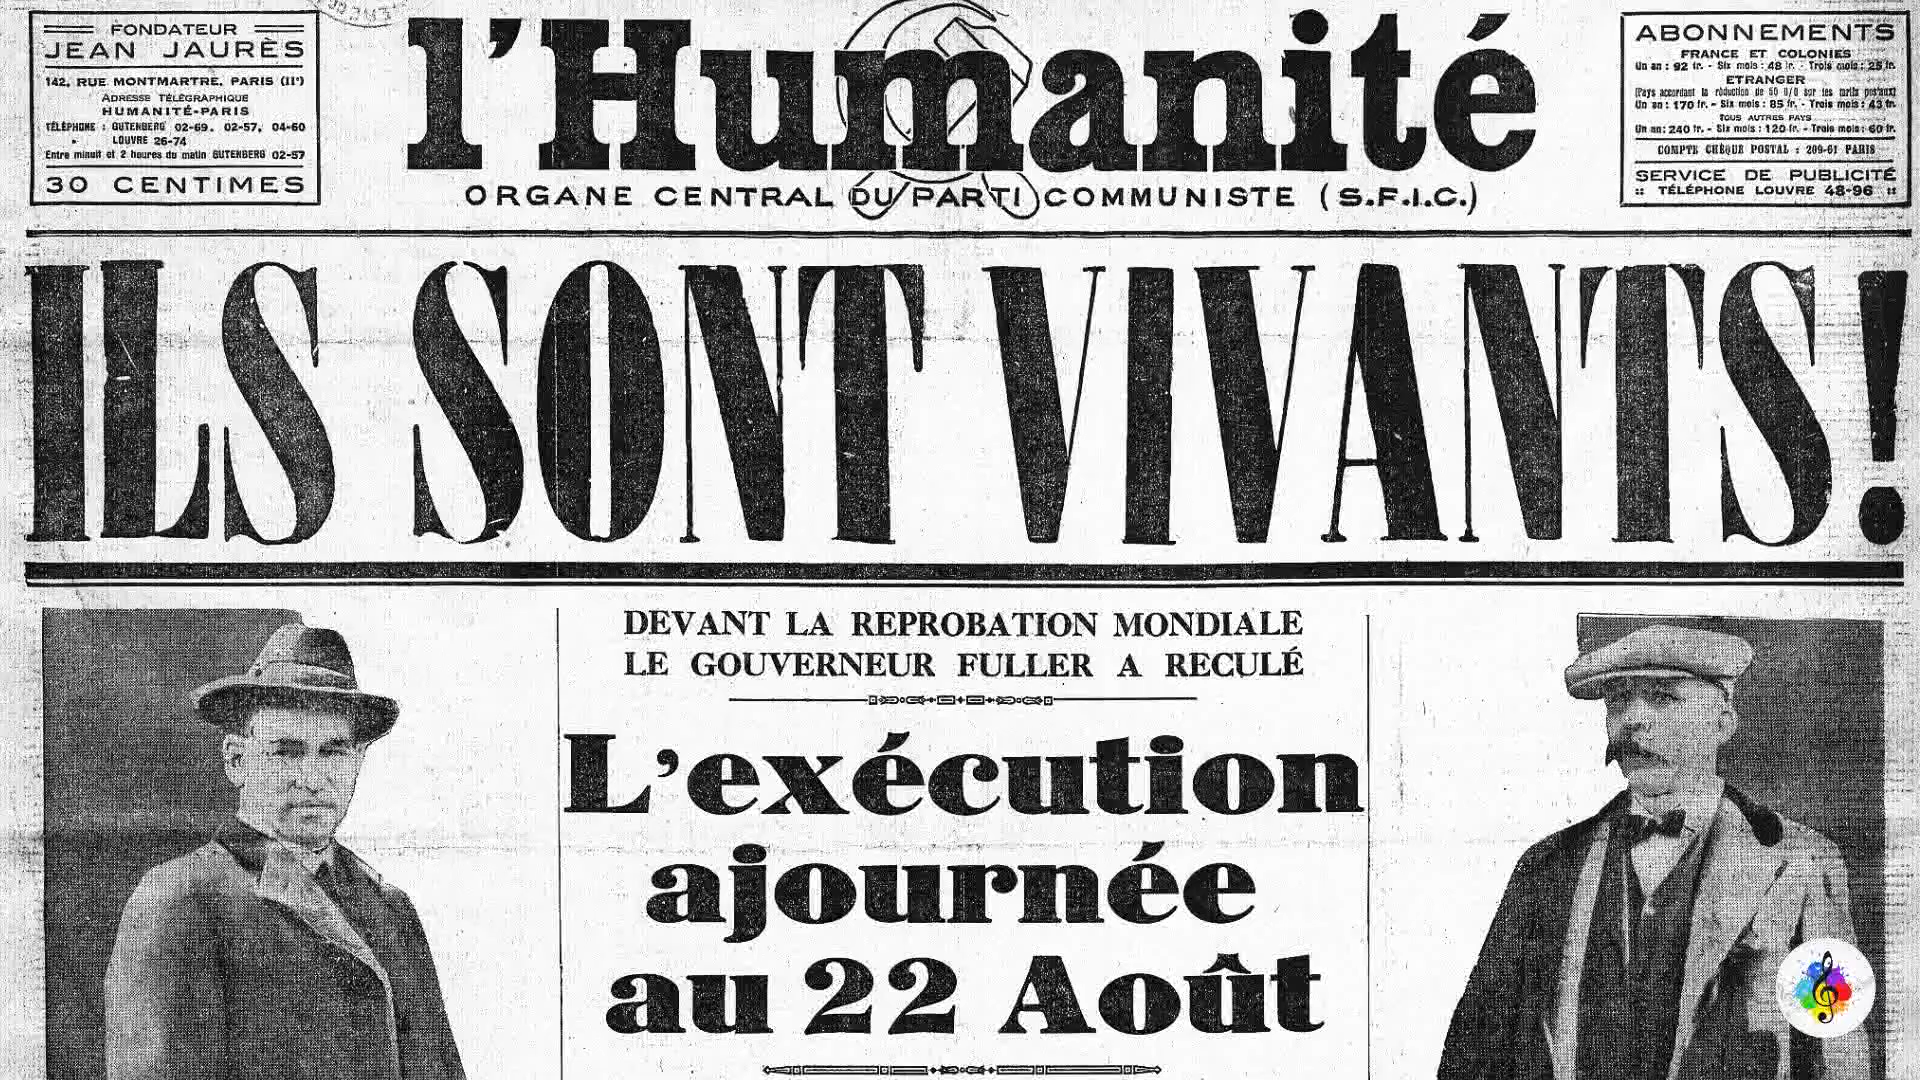 FONDATEUR
JEAN JAURÈS
142, RUE MONTMARTRE, PARIS (IIe)
ADRESSE TÉLÉGRAPHIQUE
HUMANITÉ-PARIS
TÉLÉPHONE : GUTENBERG 02-69, 02-57, 04-60
LOUVRE 26-74
Entre minuit et 2 heures du matin GUTENBERG 02-57
30 CENTIMES
l'Humanité
ORGANE CENTRAL DU PARTI COMMUNISTE (S.F.I.C.)
ABONNEMENTS
FRANCE ET COLONIES
Un an : 92 fr. - Six mois : 48 fr. - Trois mois : 25 fr.
ETRANGER
(Pays accordant la réduction de 50 0/0 sur les tarifs postaux)
Un an : 170 fr. - Six mois : 85 fr. - Trois mois : 43 fr.
TOUS AUTRES PAYS
Un an : 240 fr. - Six mois : 120 fr. - Trois mois : 60 fr.
COMPTE CHÈQUE POSTAL : 209-61 PARIS
SERVICE DE PUBLICITÉ
:: TÉLÉPHONE LOUVRE 48-96 ::
ILS SONT VIVANTS!
DEVANT LA REPROBATION MONDIALE
LE GOUVERNEUR FULLER A RECULÉ
L'exécution
ajournée
au 22 Août